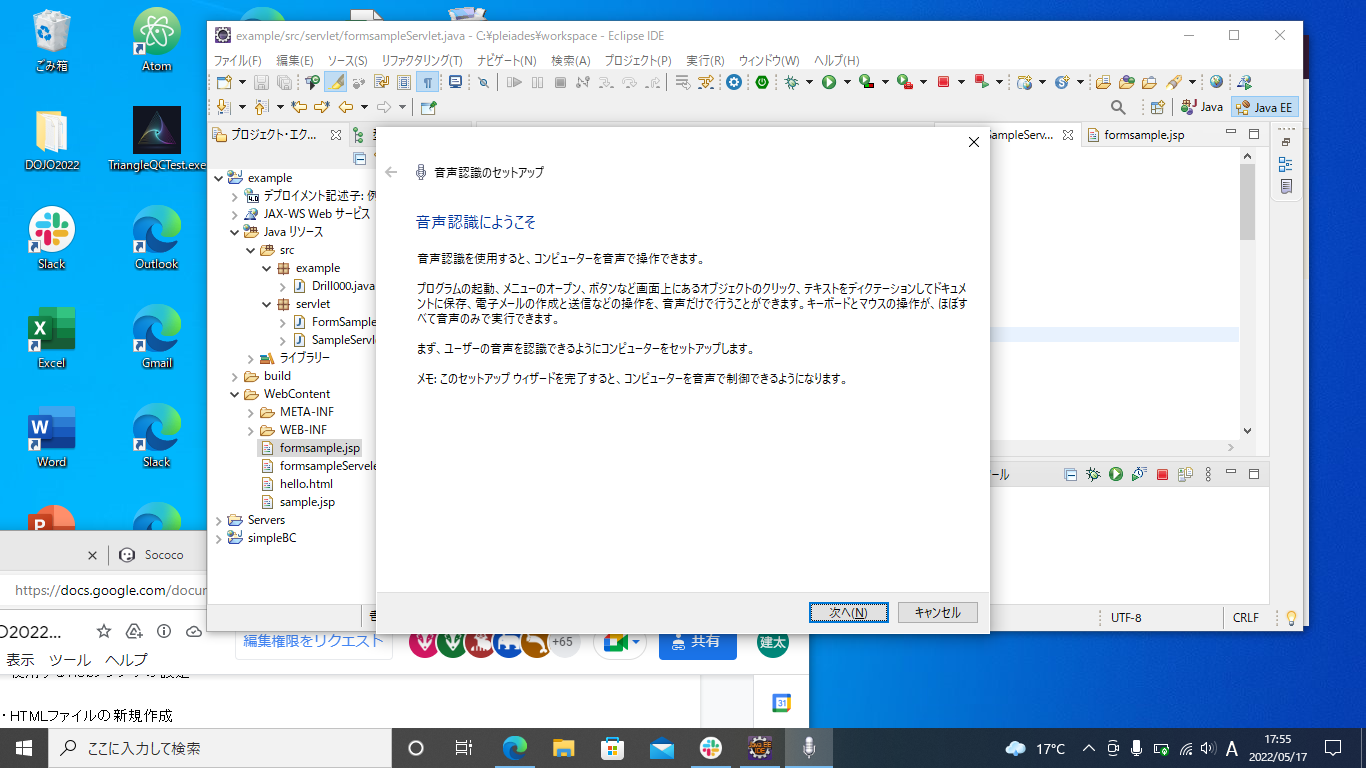 ごみ箱
Atom
DOJO2022
TriangleQCTest.exe
Slack
Outlook
Excel
Gmail
Word
Slack
example/src/servlet/formsampleServlet.java - C:¥pleiades¥workspace - Eclipse IDE
ファイル(F) 編集(E) ソース(S) リファクタリング(T) ナビゲート(N) 検索(A) プロジェクト(P) 実行(R) ウィンドウ(W) ヘルプ(H)
Java
Java EE
プロジェクト・エク...
SampleServ...
formsample.jsp
example
デプロイメント記述子: 例
JAX-WS Web サービス
Java リソース
src
example
Drill000.java
servlet
FormSample
SampleServl
ライブラリー
build
WebContent
META-INF
WEB-INF
formsample.jsp
formsampleServele
hello.html
sample.jsp
Servers
simpleBC
音声認識のセットアップ
音声認識にようこそ
音声認識を使用すると、コンピューターを音声で操作できます。
プログラムの起動、メニューのオープン、ボタンなど画面上にあるオブジェクトのクリック、テキストをディクテーションしてドキュメ
ントに保存、電子メールの作成と送信などの操作を、音声だけで行うことができます。キーボードとマウスの操作が、ほぼす
べて音声のみで実行できます。
まず、ユーザーの音声を認識できるようにコンピューターをセットアップします。
メモ: このセットアップ ウィザードを完了すると、コンピューターを音声で制御できるようになります。
次へ(N)
キャンセル
UTF-8
CRLF
Sococo
https://docs.google.com/docur
O2022...
編集権限をリクエスト
+65
共有
建太
表示 ツール ヘルプ
・HTMLファイルの新規作成
31
ここに入力して検索
17°C
A
17:55
2022/05/17